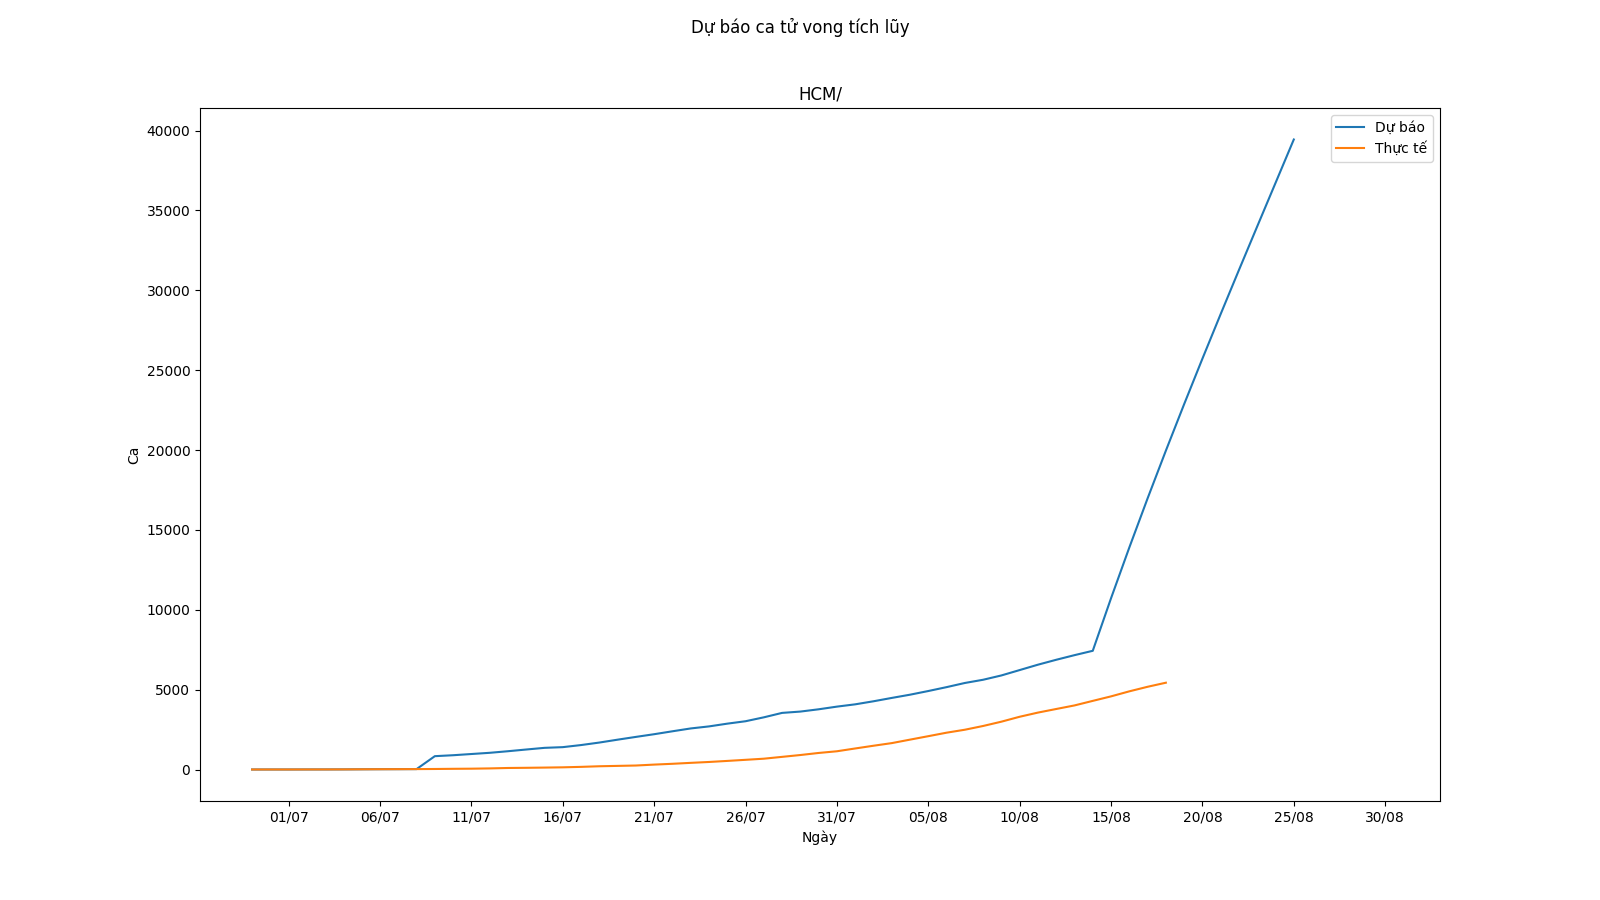 Dự báo ca tử vong tích lũy
HCM/
Dự báo
Thực tế
40000
35000
30000
25000
20000
15000
10000
5000
0
Ca
01/07 06/07 11/07 16/07 21/07 26/07 31/07 05/08 10/08 15/08 20/08 25/08 30/08
Ngày